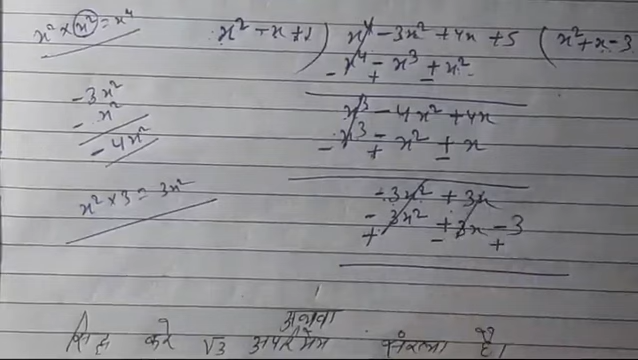 x² × x² = x⁴
x² - x + 1 ) x⁴ - 3x² + 4x + 5 ( x² + x - 3
- x⁴ - x³ + x²
+ -
- 3x²
- x²
- 4x²
x³ - 4x² + 4x
- x³ - x² + x
+ -
x² × 3 = 3x²
- 3x² + 3x
- 3x² + 3x - 3
+ - +
अथवा
सिद्ध करे √3 अपरिमेय संख्या है।